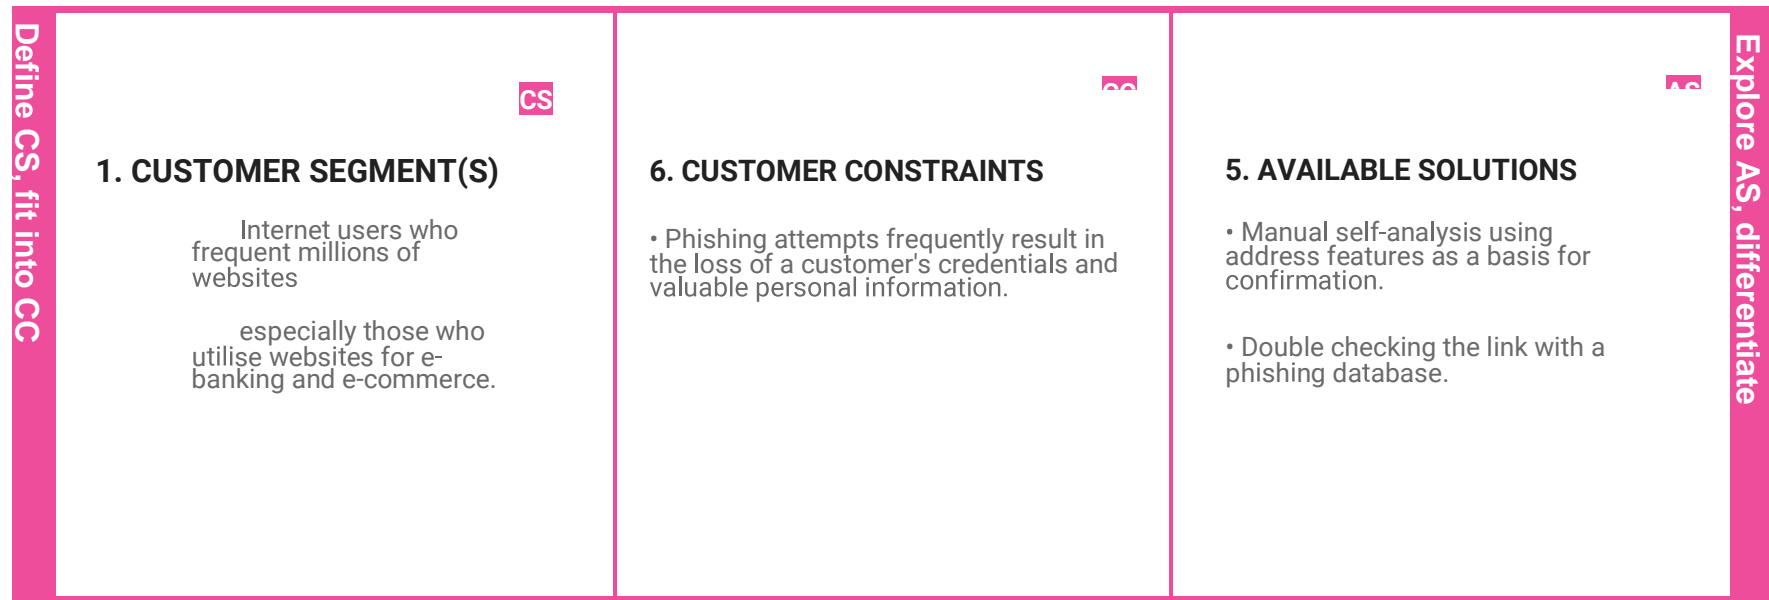 Define CS, fit into CC
CS
1. CUSTOMER SEGMENT(S)
Internet users who
frequent millions of
websites
especially those who
utilise websites for e-
banking and e-commerce.
CC
6. CUSTOMER CONSTRAINTS
• Phishing attempts frequently result in
the loss of a customer's credentials and
valuable personal information.
AS
5. AVAILABLE SOLUTIONS
• Manual self-analysis using
address features as a basis for
confirmation.
• Double checking the link with a
phishing database.
Explore AS, differentiate